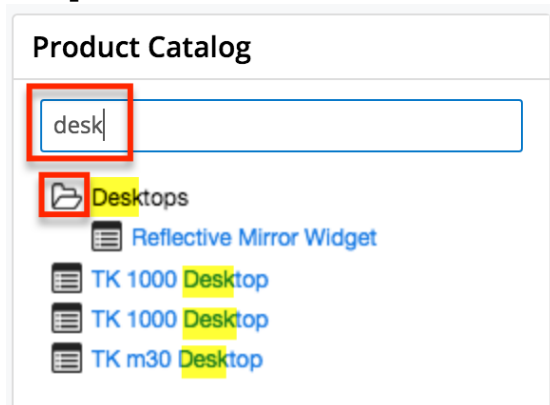 Product Catalog
desk
Desktops
Reflective Mirror Widget
TK 1000 Desktop
TK 1000 Desktop
TK m30 Desktop